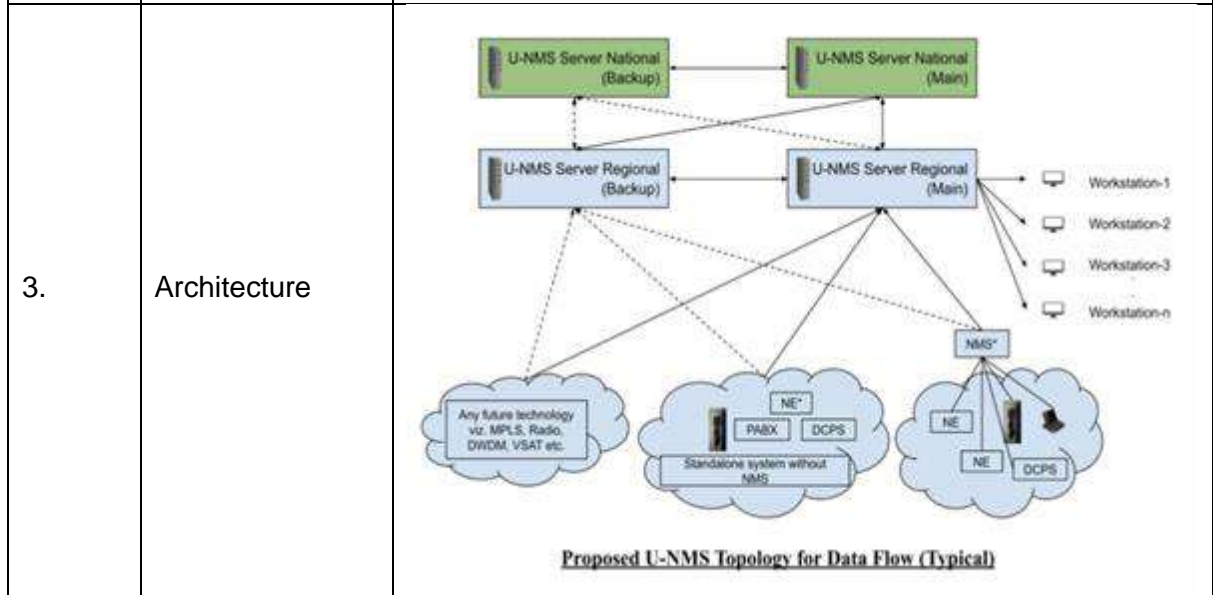 U-NMS Server National
(Backup)
U-NMS Server National
(Main)
U-NMS Server Regional
(Backup)
U-NMS Server Regional
(Main)
Workstation-1
Workstation-2
Workstation-3
Workstation-n
3.
Architecture
NMS*
Any future technology
viz. MPLS, Radio,
DWDM, VSAT etc.
NE*
PABX
DCPS
Standalone system without
NMS
NE
NE
DCPS
Proposed U-NMS Topology for Data Flow (Typical)